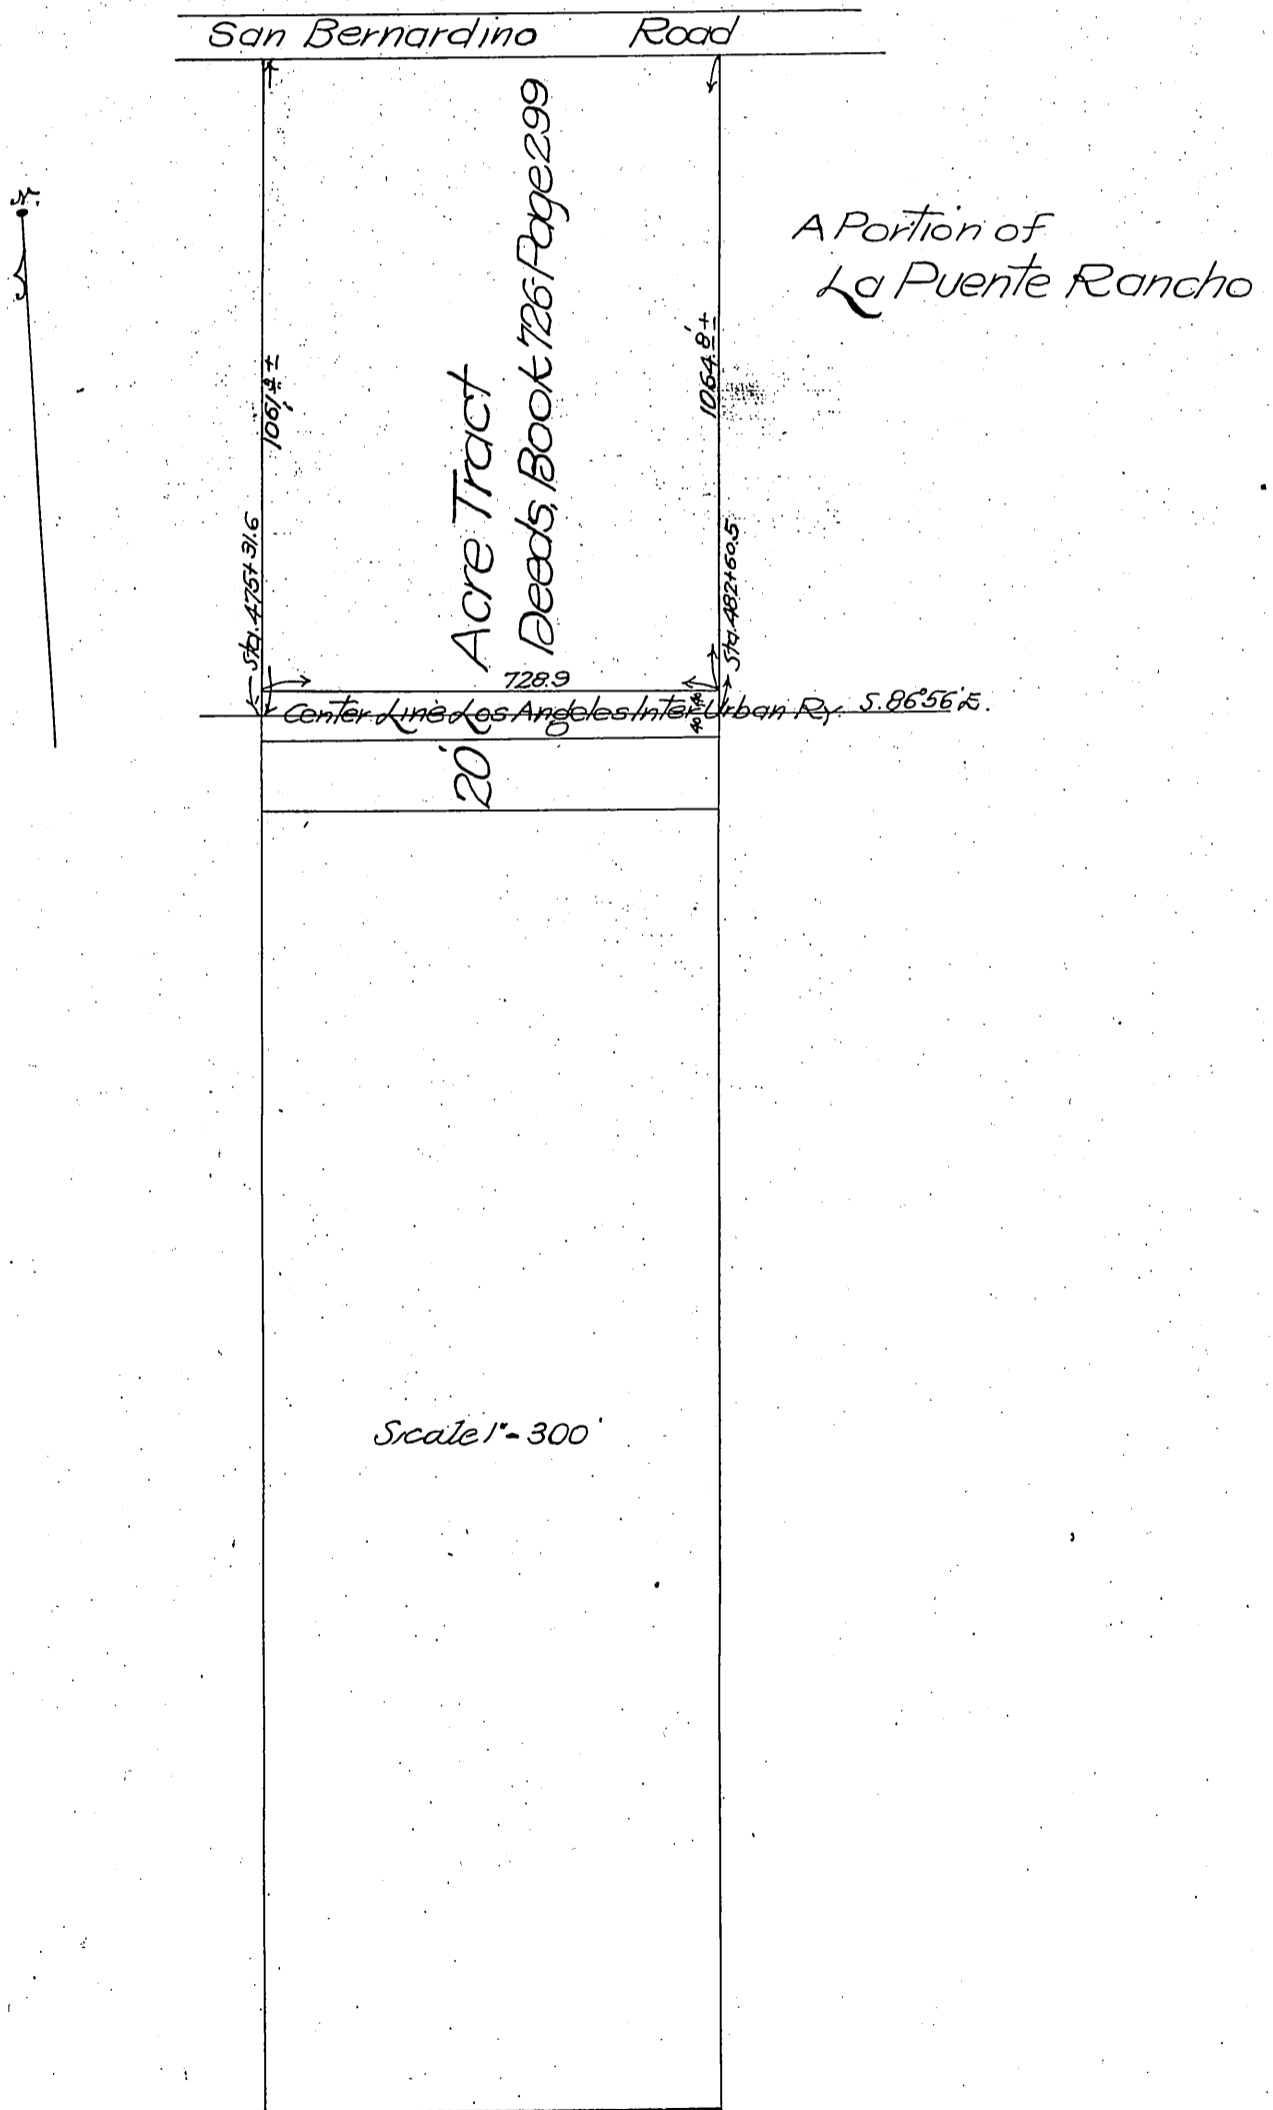 San Bernardino Road
N.
A Portion of
La Puente Rancho
20 Acre Tract
Deeds, Book 726 Page 299
1064.8' ±
Sta. 475+31.6
Sta. 482+60.5
728.9
40 40
Center Line Los Angeles Inter Urban Ry. S. 86°56' E.
Scale 1"- 300'